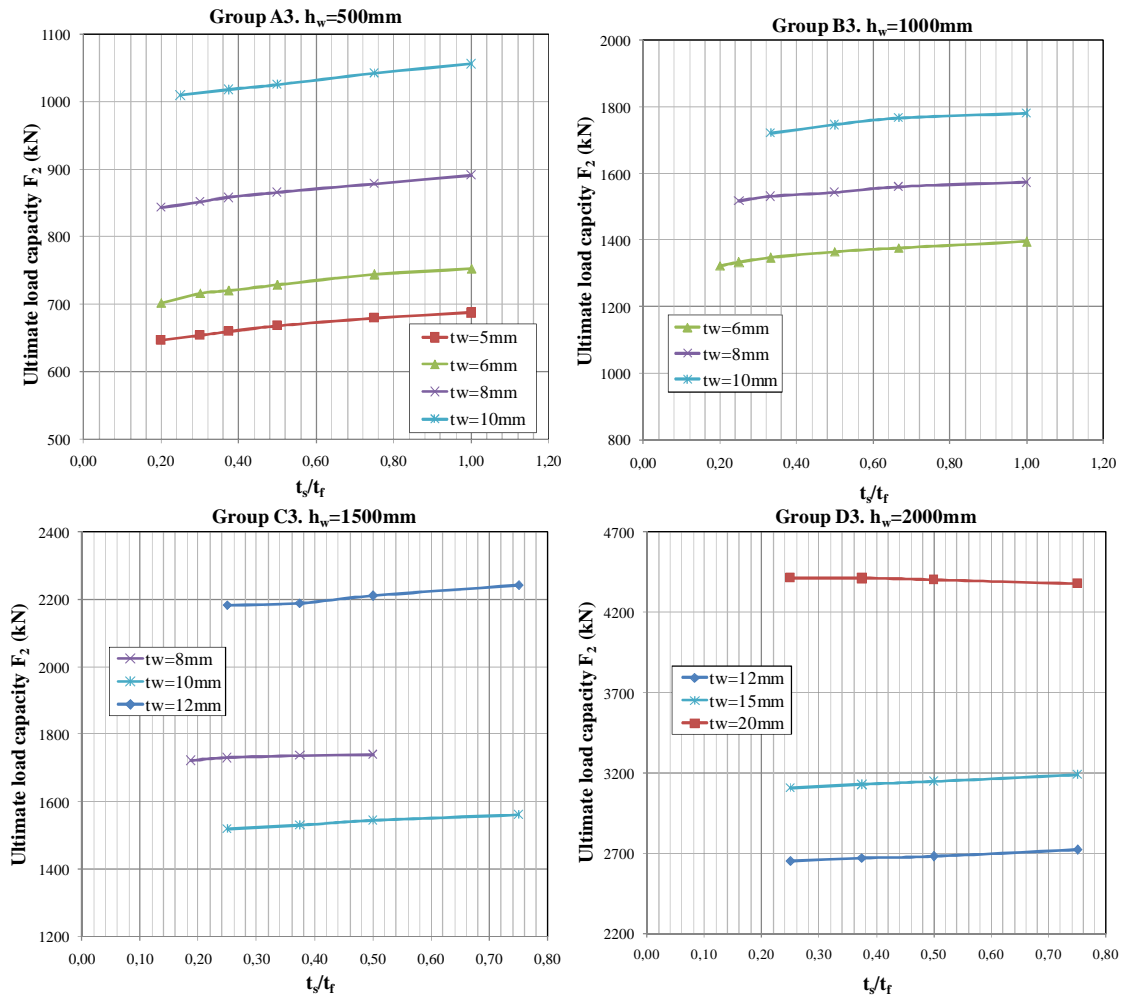 Group A3. hw=500mm
Ultimate load capacity F2 (kN)
1100
1000
900
800
700
600
500
tw=5mm
tw=6mm
tw=8mm
tw=10mm
0,00 0,20 0,40 0,60 0,80 1,00 1,20
ts/tf
Group B3. hw=1000mm
Ultimate load capcity F2 (kN)
2000
1800
1600
1400
1200
1000
800
tw=6mm
tw=8mm
tw=10mm
0,00 0,20 0,40 0,60 0,80 1,00 1,20
ts/tf
Group C3. hw=1500mm
Ultimate load capacity F2 (kN)
2400
2200
2000
1800
1600
1400
1200
tw=8mm
tw=10mm
tw=12mm
0,00 0,10 0,20 0,30 0,40 0,50 0,60 0,70 0,80
ts/tf
Group D3. hw=2000mm
Ultimate load capacity F2 (kN)
4700
4200
3700
3200
2700
2200
tw=12mm
tw=15mm
tw=20mm
0,00 0,10 0,20 0,30 0,40 0,50 0,60 0,70 0,80
ts/tf